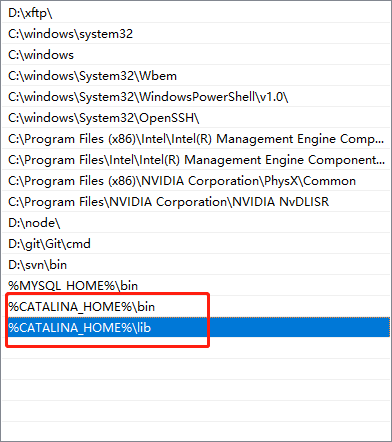 D:\xftp\
C:\windows\system32
C:\windows
C:\windows\System32\Wbem
C:\windows\System32\WindowsPowerShell\v1.0\
C:\windows\System32\OpenSSH\
C:\Program Files (x86)\Intel\Intel(R) Management Engine Comp...
C:\Program Files\Intel\Intel(R) Management Engine Component...
C:\Program Files (x86)\NVIDIA Corporation\PhysX\Common
C:\Program Files\NVIDIA Corporation\NVIDIA NvDLISR
D:\node\
D:\git\Git\cmd
D:\svn\bin
%MYSQL_HOME%\bin
%CATALINA_HOME%\bin
%CATALINA_HOME%\lib